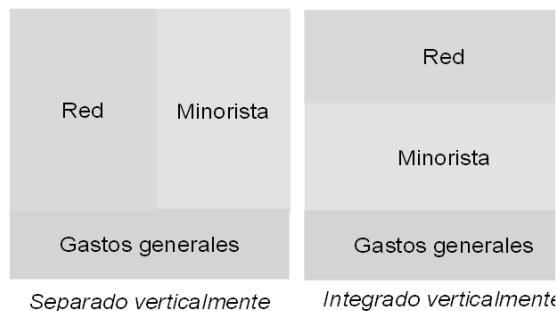 Red
Minorista
Gastos generales
Separado verticalmente
Red
Minorista
Gastos generales
Integrado verticalmente